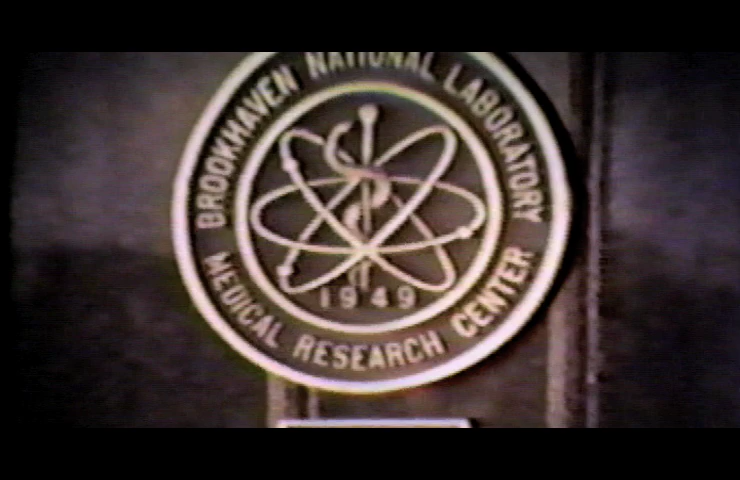 BROOKHAVEN NATIONAL LABORATORY
1949
MEDICAL RESEARCH CENTER